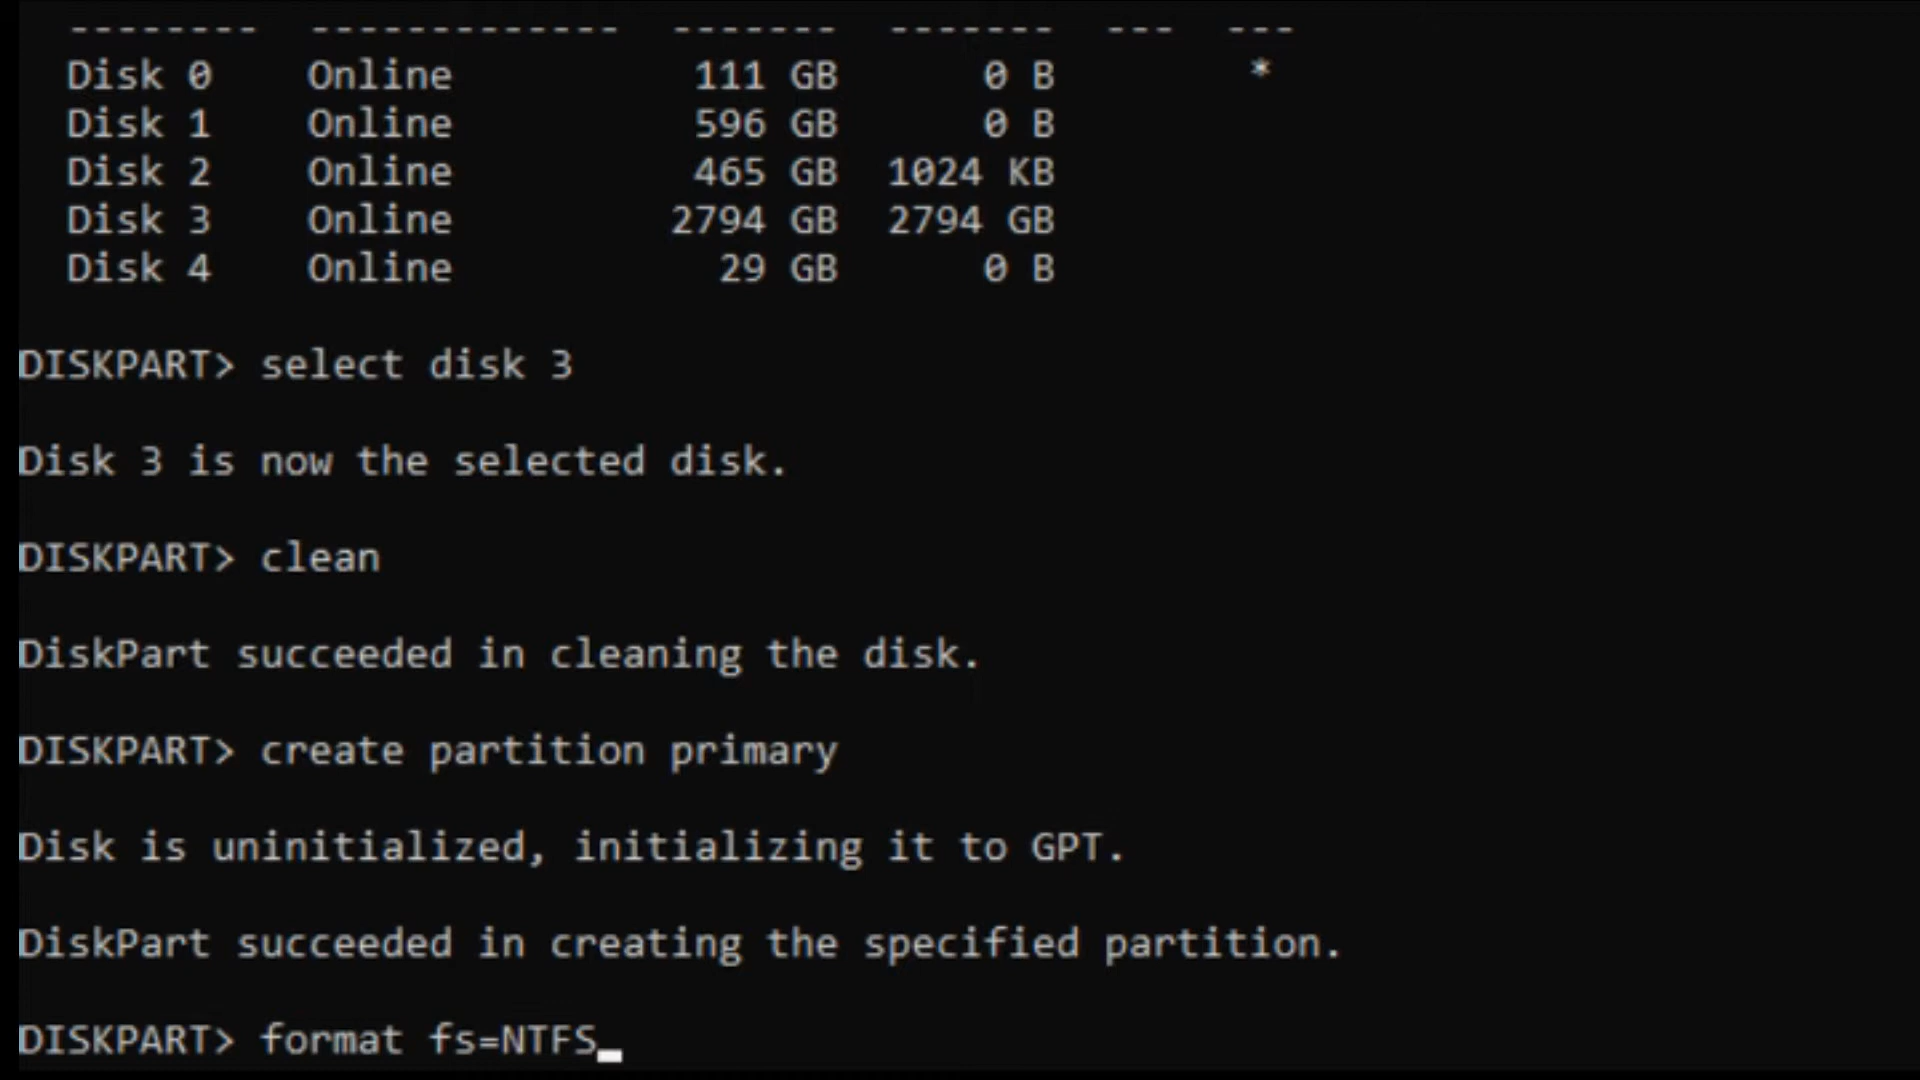 -------- ------------- ------- ------- --- ---
Disk 0 Online 111 GB 0 B *
Disk 1 Online 596 GB 0 B
Disk 2 Online 465 GB 1024 KB
Disk 3 Online 2794 GB 2794 GB
Disk 4 Online 29 GB 0 B
DISKPART> select disk 3
Disk 3 is now the selected disk.
DISKPART> clean
DiskPart succeeded in cleaning the disk.
DISKPART> create partition primary
Disk is uninitialized, initializing it to GPT.
DiskPart succeeded in creating the specified partition.
DISKPART> format fs=NTFS